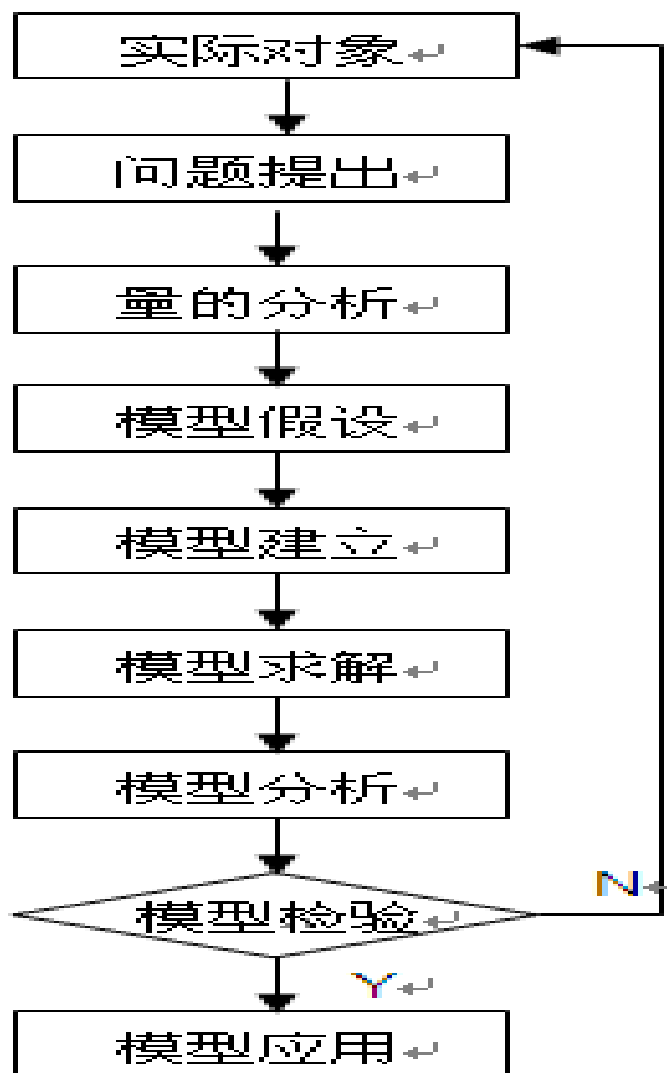 实际对象
问题提出
量的分析
模型假设
模型建立
模型求解
模型分析
模型检验
N
Y
模型应用